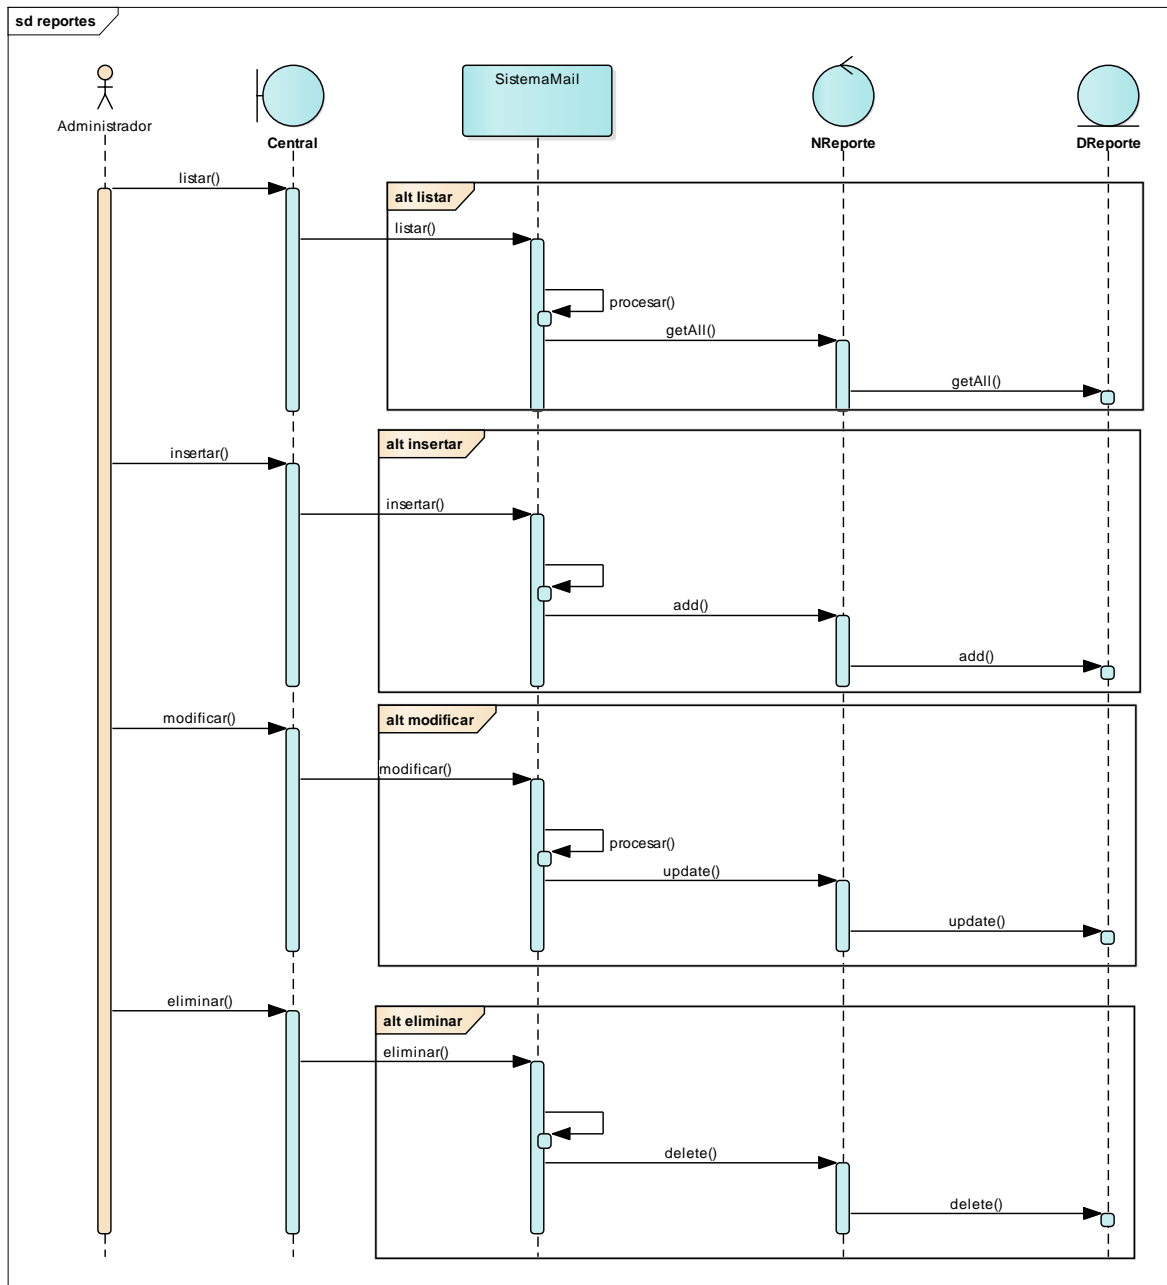 sd reportes
Administrador
Central
SistemaMail
NReporte
DReporte
listar()
alt listar
listar()
procesar()
getAll()
getAll()
alt insertar
insertar()
insertar()
add()
add()
alt modificar
modificar()
modificar()
procesar()
update()
update()
eliminar()
alt eliminar
eliminar()
delete()
delete()